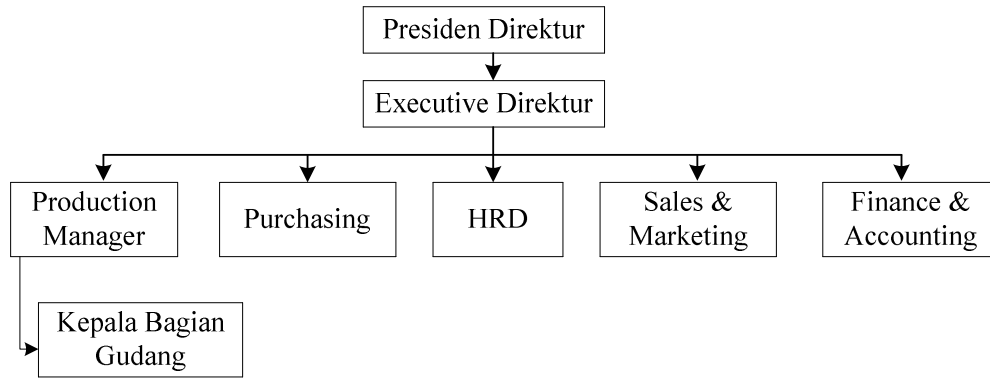 Presiden Direktur
Executive Direktur
Production
Manager
Purchasing
HRD
Sales &
Marketing
Finance &
Accounting
Kepala Bagian
Gudang